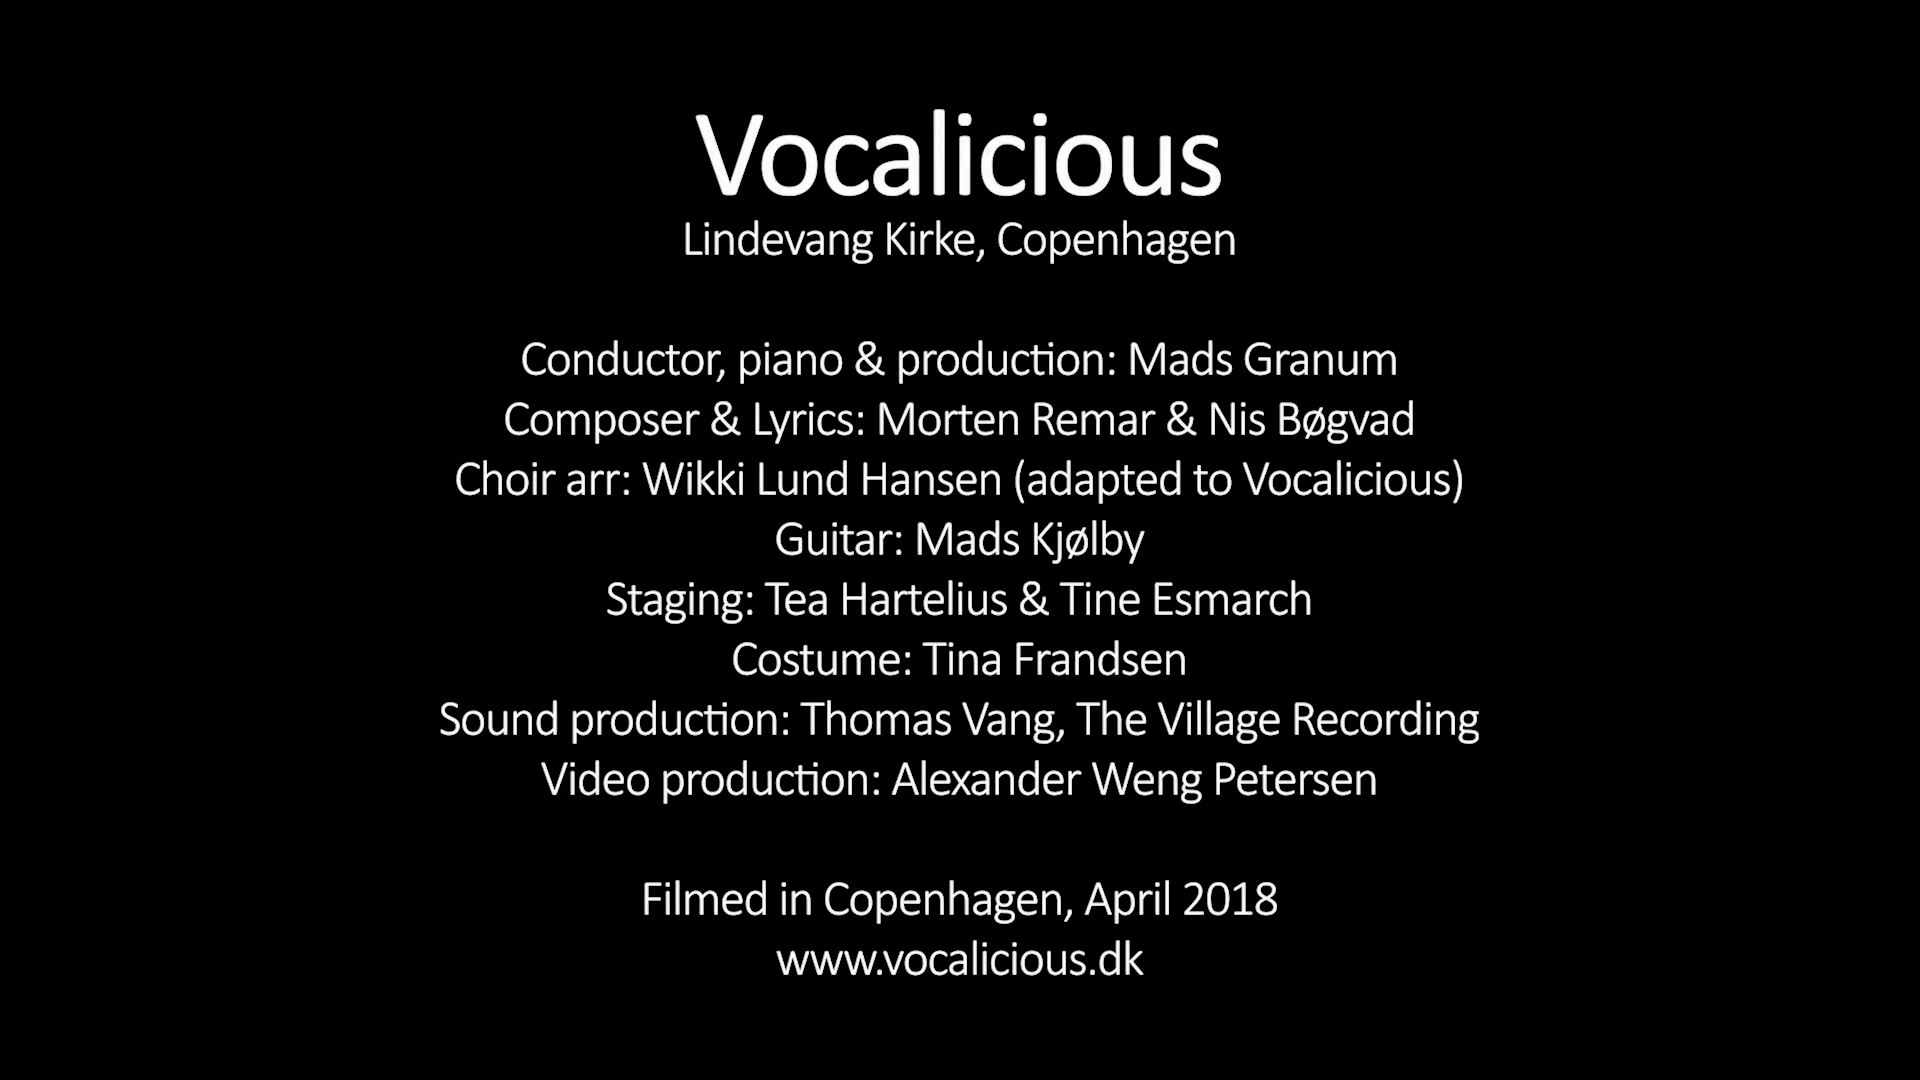 Vocalicious
Lindevang Kirke, Copenhagen
Conductor, piano & production: Mads Granum
Composer & Lyrics: Morten Remar & Nis Bøgvad
Choir arr: Wikki Lund Hansen (adapted to Vocalicious)
Guitar: Mads Kjølby
Staging: Tea Hartelius & Tine Esmarch
Costume: Tina Frandsen
Sound production: Thomas Vang, The Village Recording
Video production: Alexander Weng Petersen
Filmed in Copenhagen, April 2018
www.vocalicious.dk